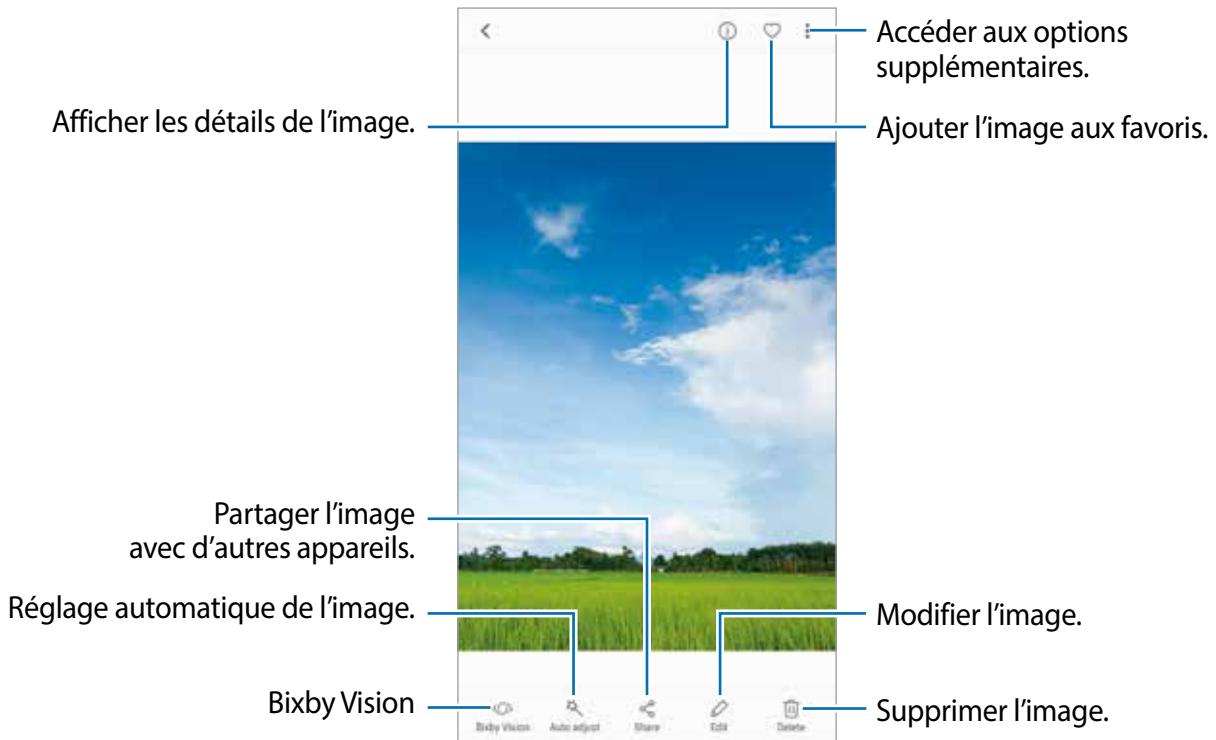 Accéder aux options
supplémentaires.
Afficher les détails de l'image.
Ajouter l'image aux favoris.
Partager l'image
avec d'autres appareils.
Réglage automatique de l'image.
Modifier l'image.
Bixby Vision
Supprimer l'image.
Bixby Vision
Auto adjust
Share
Edit
Delete